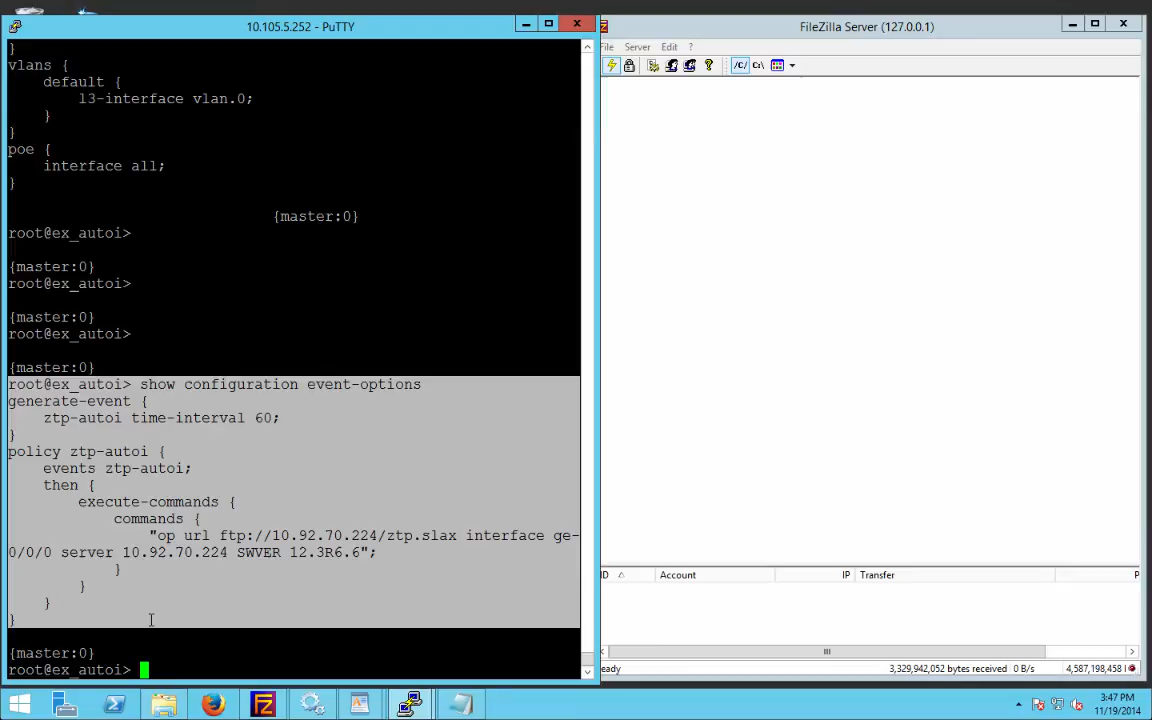 10.105.5.252 - PuTTY
}
vlans {
default {
l3-interface vlan.0;
}
}
poe {
interface all;
}
{master:0}
root@ex_autoi>
{master:0}
root@ex_autoi>
{master:0}
root@ex_autoi>
{master:0}
root@ex_autoi> show configuration event-options
generate-event {
ztp-autoi time-interval 60;
}
policy ztp-autoi {
events ztp-autoi;
then {
execute-commands {
commands {
"op url ftp://10.92.70.224/ztp.slax interface ge-
0/0/0 server 10.92.70.224 SWVER 12.3R6.6";
}
}
}
}
{master:0}
root@ex_autoi>
FileZilla Server (127.0.0.1)
File Server Edit ?
/C/ C:\
ID Account IP Transfer P
Ready 3,329,942,052 bytes received 0 B/s 4,587,198,458 l
3:47 PM
11/19/2014